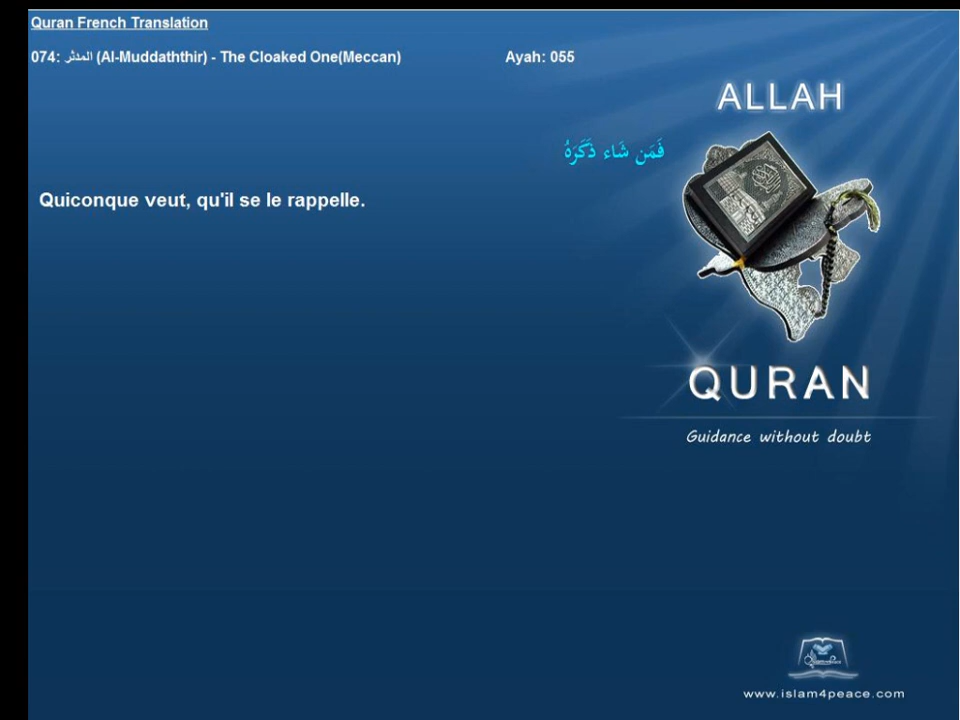 Quran French Translation
074: المدثر (Al-Muddaththir) - The Cloaked One(Meccan) Ayah: 055
ALLAH
فَمَن شَاء ذَكَرَهُ
Quiconque veut, qu'il se le rappelle.
QURAN
Guidance without doubt
www.islam4peace.com